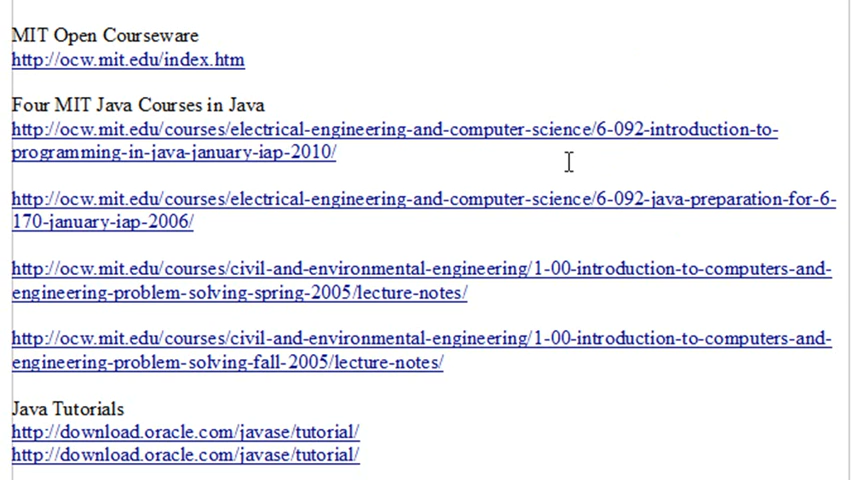 MIT Open Courseware
http://ocw.mit.edu/index.htm
Four MIT Java Courses in Java
http://ocw.mit.edu/courses/electrical-engineering-and-computer-science/6-092-introduction-to-
programming-in-java-january-iap-2010/
http://ocw.mit.edu/courses/electrical-engineering-and-computer-science/6-092-java-preparation-for-6-
170-january-iap-2006/
http://ocw.mit.edu/courses/civil-and-environmental-engineering/1-00-introduction-to-computers-and-
engineering-problem-solving-spring-2005/lecture-notes/
http://ocw.mit.edu/courses/civil-and-environmental-engineering/1-00-introduction-to-computers-and-
engineering-problem-solving-fall-2005/lecture-notes/
Java Tutorials
http://download.oracle.com/javase/tutorial/
http://download.oracle.com/javase/tutorial/